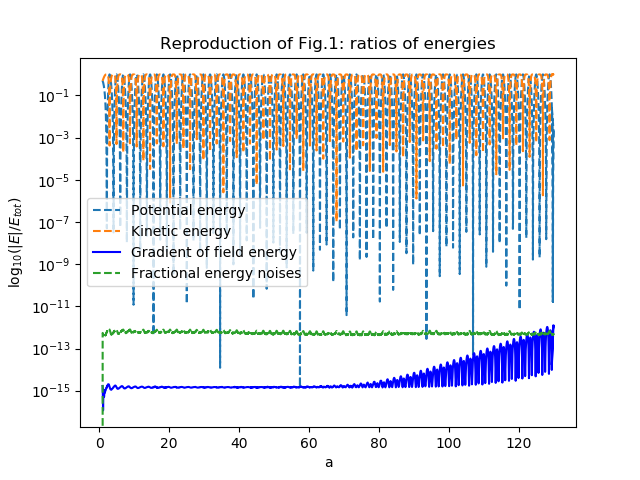 Reproduction of Fig.1: ratios of energies
log₁₀(|E|/Eₜₒₜ)
10⁻¹
10⁻³
10⁻⁵
10⁻⁷
10⁻⁹
10⁻¹¹
10⁻¹³
10⁻¹⁵
Potential energy
Kinetic energy
Gradient of field energy
Fractional energy noises
0 20 40 60 80 100 120
a